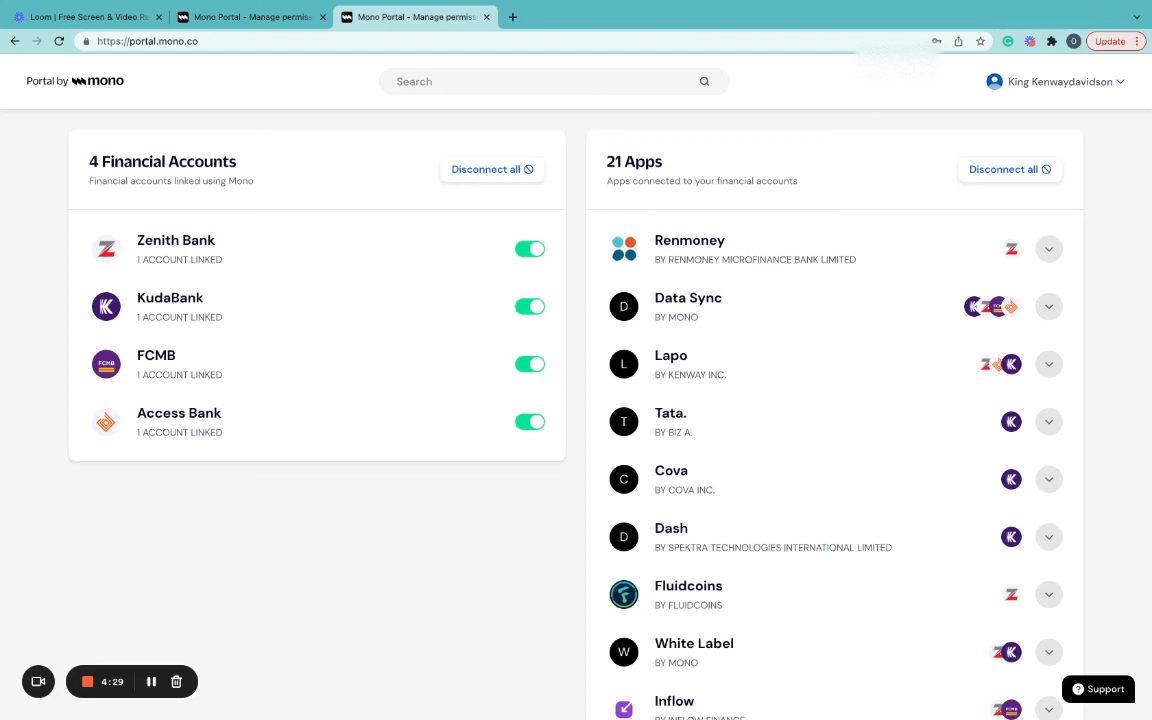 Loom | Free Screen & Video Re
Mono Portal - Manage permiss
Mono Portal - Manage permiss
https://portal.mono.co
O
Update
Portal by mono
Search
King Kenwaydavidson
4 Financial Accounts
Financial accounts linked using Mono
Disconnect all
Zenith Bank
1 ACCOUNT LINKED
KudaBank
1 ACCOUNT LINKED
FCMB
FCMB
1 ACCOUNT LINKED
Access Bank
1 ACCOUNT LINKED
21 Apps
Apps connected to your financial accounts
Disconnect all
Renmoney
BY RENMONEY MICROFINANCE BANK LIMITED
D
Data Sync
BY MONO
L
Lapo
BY KENWAY INC.
T
Tata.
BY BIZ A.
C
Cova
BY COVA INC.
D
Dash
BY SPEKTRA TECHNOLOGIES INTERNATIONAL LIMITED
Fluidcoins
BY FLUIDCOINS
W
White Label
BY MONO
Inflow
BY INFLOW FINANCE
FCMB
4:29
Support